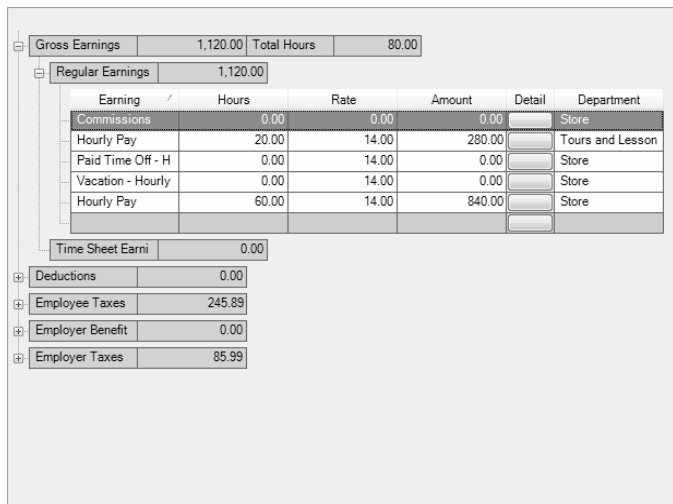 Gross Earnings 1,120.00 Total Hours 80.00
Regular Earnings 1,120.00
Earning Hours Rate Amount Detail Department
Commissions 0.00 0.00 0.00 Store
Hourly Pay 20.00 14.00 280.00 Tours and Lesson
Paid Time Off - H 0.00 14.00 0.00 Store
Vacation - Hourly 0.00 14.00 0.00 Store
Hourly Pay 60.00 14.00 840.00 Store
Time Sheet Earni 0.00
Deductions 0.00
Employee Taxes 245.89
Employer Benefit 0.00
Employer Taxes 85.99